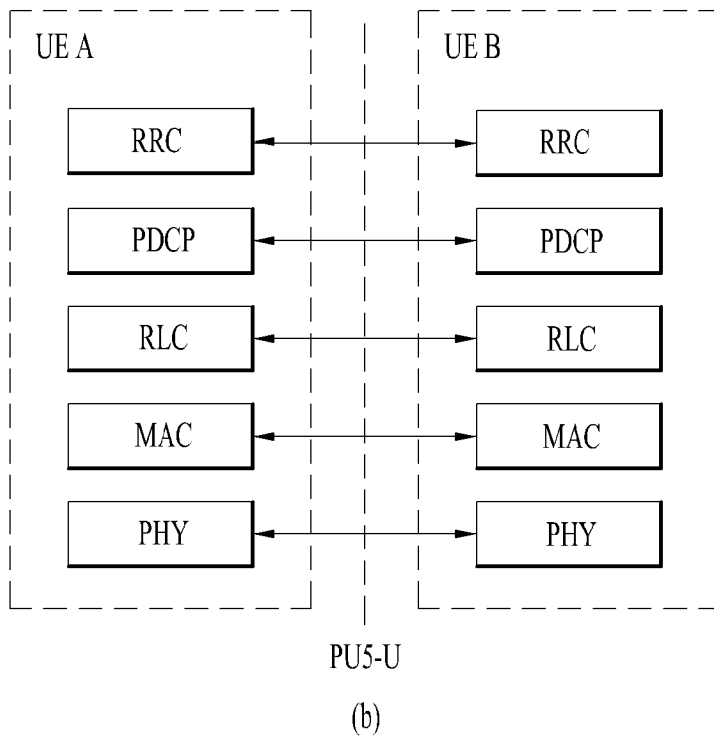 UE A UE B
RRC RRC
PDCP PDCP
RLC RLC
MAC MAC
PHY PHY
PU5-U
(b)